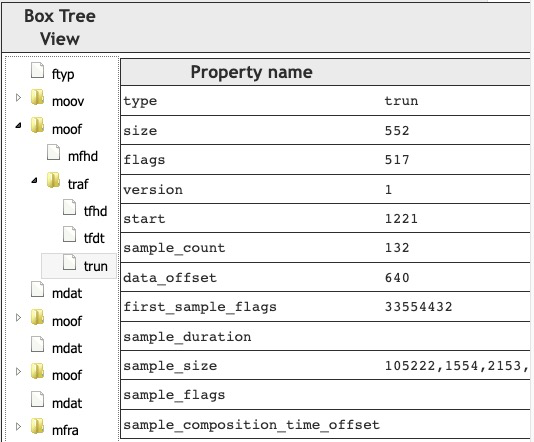 Box Tree
View
ftyp
moov
moof
mfhd
traf
tfhd
tfdt
trun
mdat
moof
mdat
moof
mdat
mfra
Property name
type trun
size 552
flags 517
version 1
start 1221
sample_count 132
data_offset 640
first_sample_flags 33554432
sample_duration
sample_size 105222,1554,2153,
sample_flags
sample_composition_time_offset